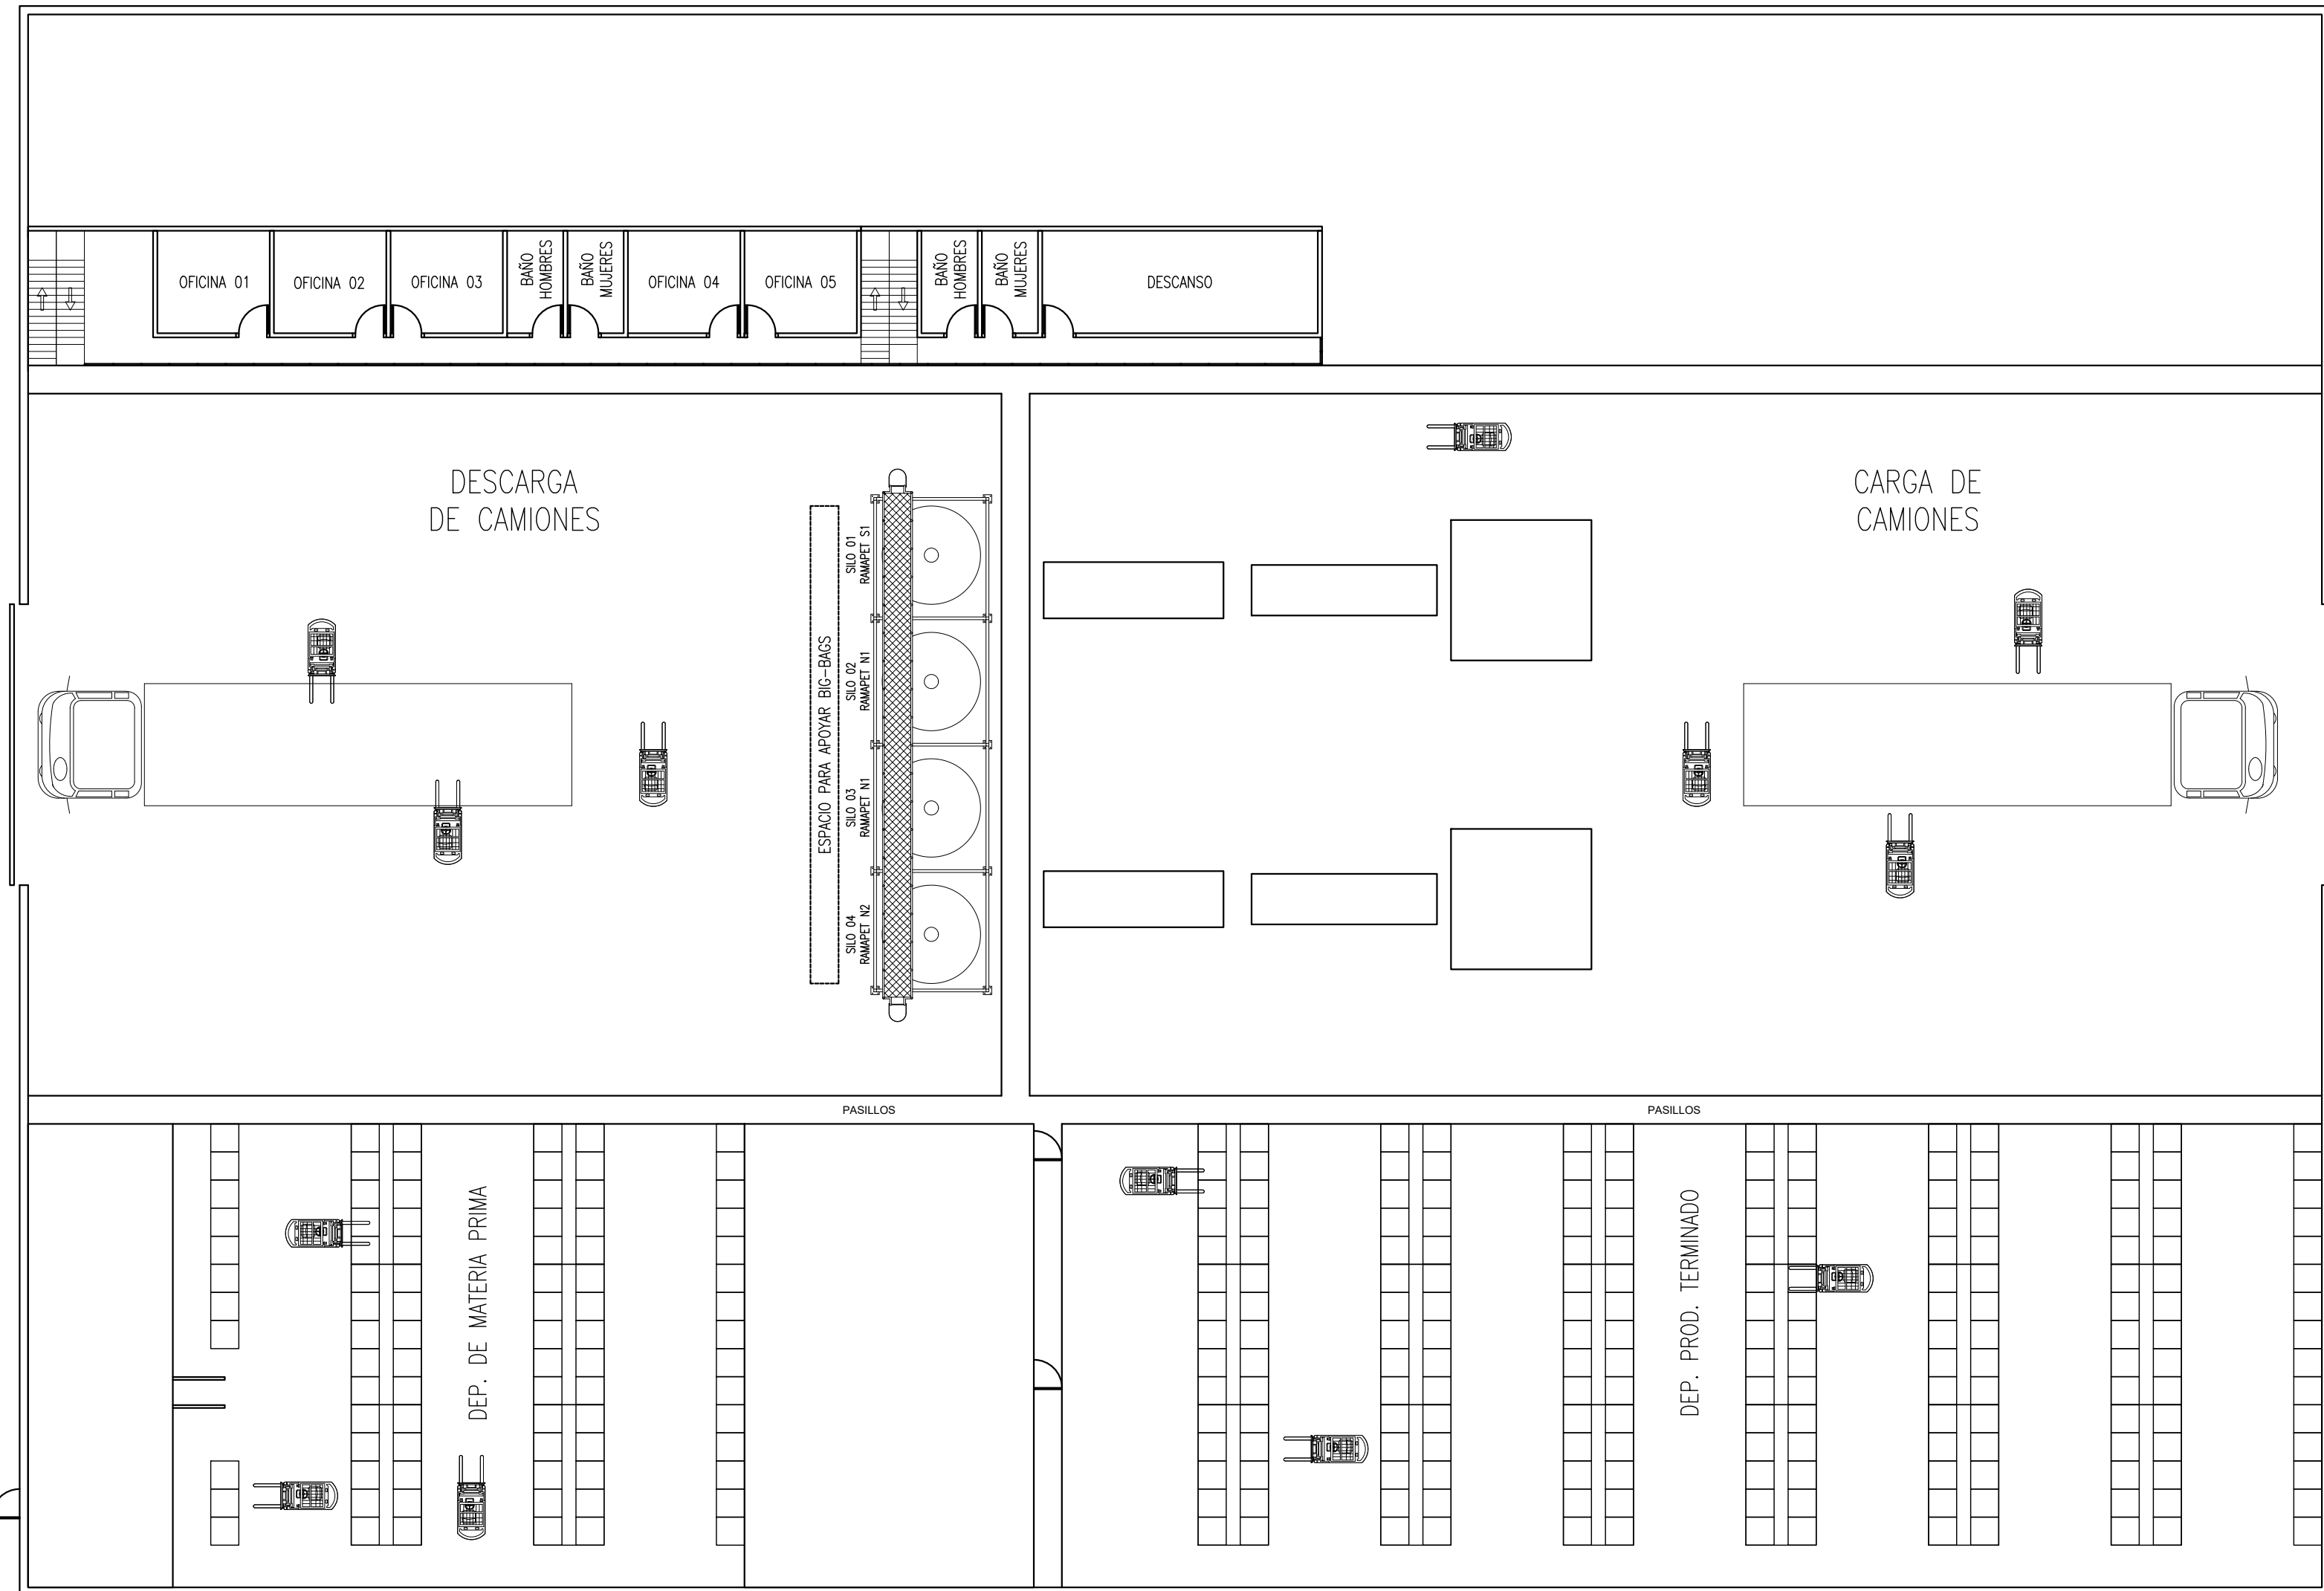 OFICINA 01
OFICINA 02
OFICINA 03
BAÑO
HOMBRES
BAÑO
MUJERES
OFICINA 04
OFICINA 05
BAÑO
HOMBRES
BAÑO
MUJERES
DESCANSO
DESCARGA
DE CAMIONES
ESPACIO PARA APOYAR BIG-BAGS
SILO 01
RAMAPET S1
SILO 02
RAMAPET N1
SILO 03
RAMAPET N1
SILO 04
RAMAPET N2
CARGA DE
CAMIONES
PASILLOS
PASILLOS
DEP. DE MATERIA PRIMA
DEP. PROD. TERMINADO